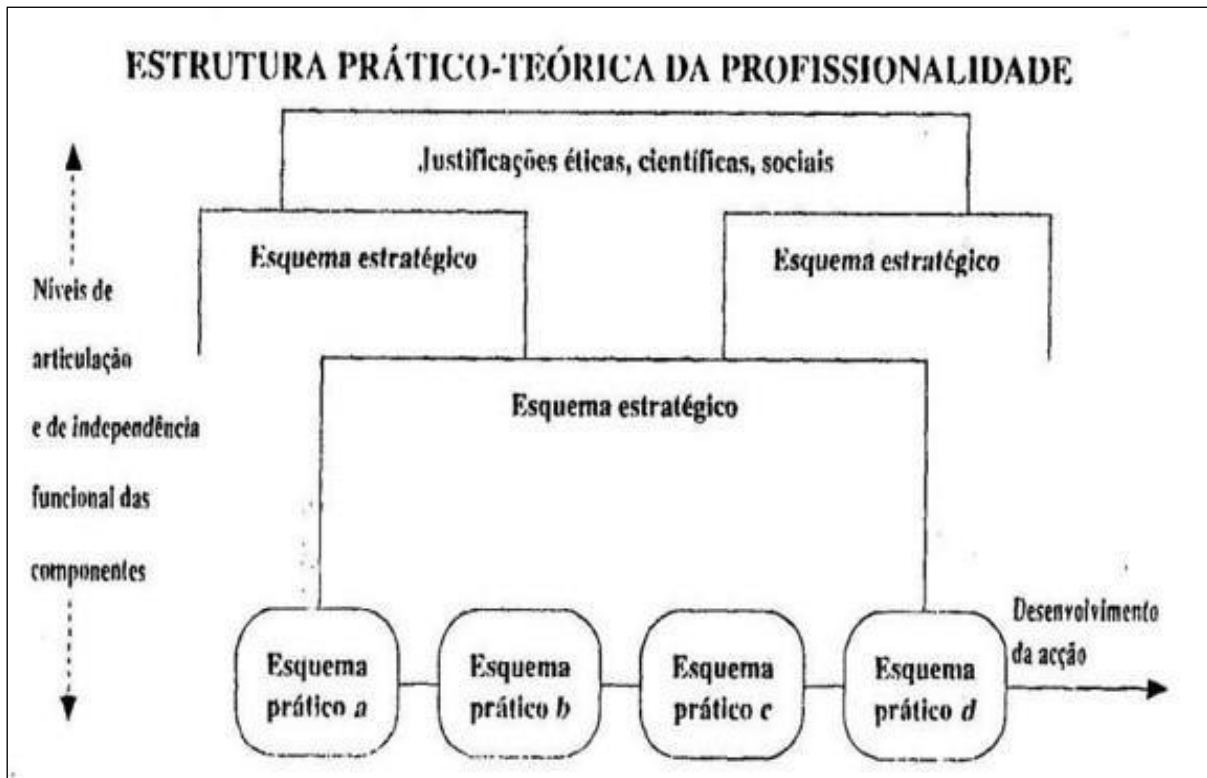 ESTRUTURA PRÁTICO-TEÓRICA DA PROFISSIONALIDADE
Justificações éticas, científicas, sociais
Esquema estratégico
Esquema estratégico
Níveis de
articulação
e de independência
funcional das
componentes
Esquema estratégico
Esquema
prático a
Esquema
prático b
Esquema
prático c
Esquema
prático d
Desenvolvimento
da acção